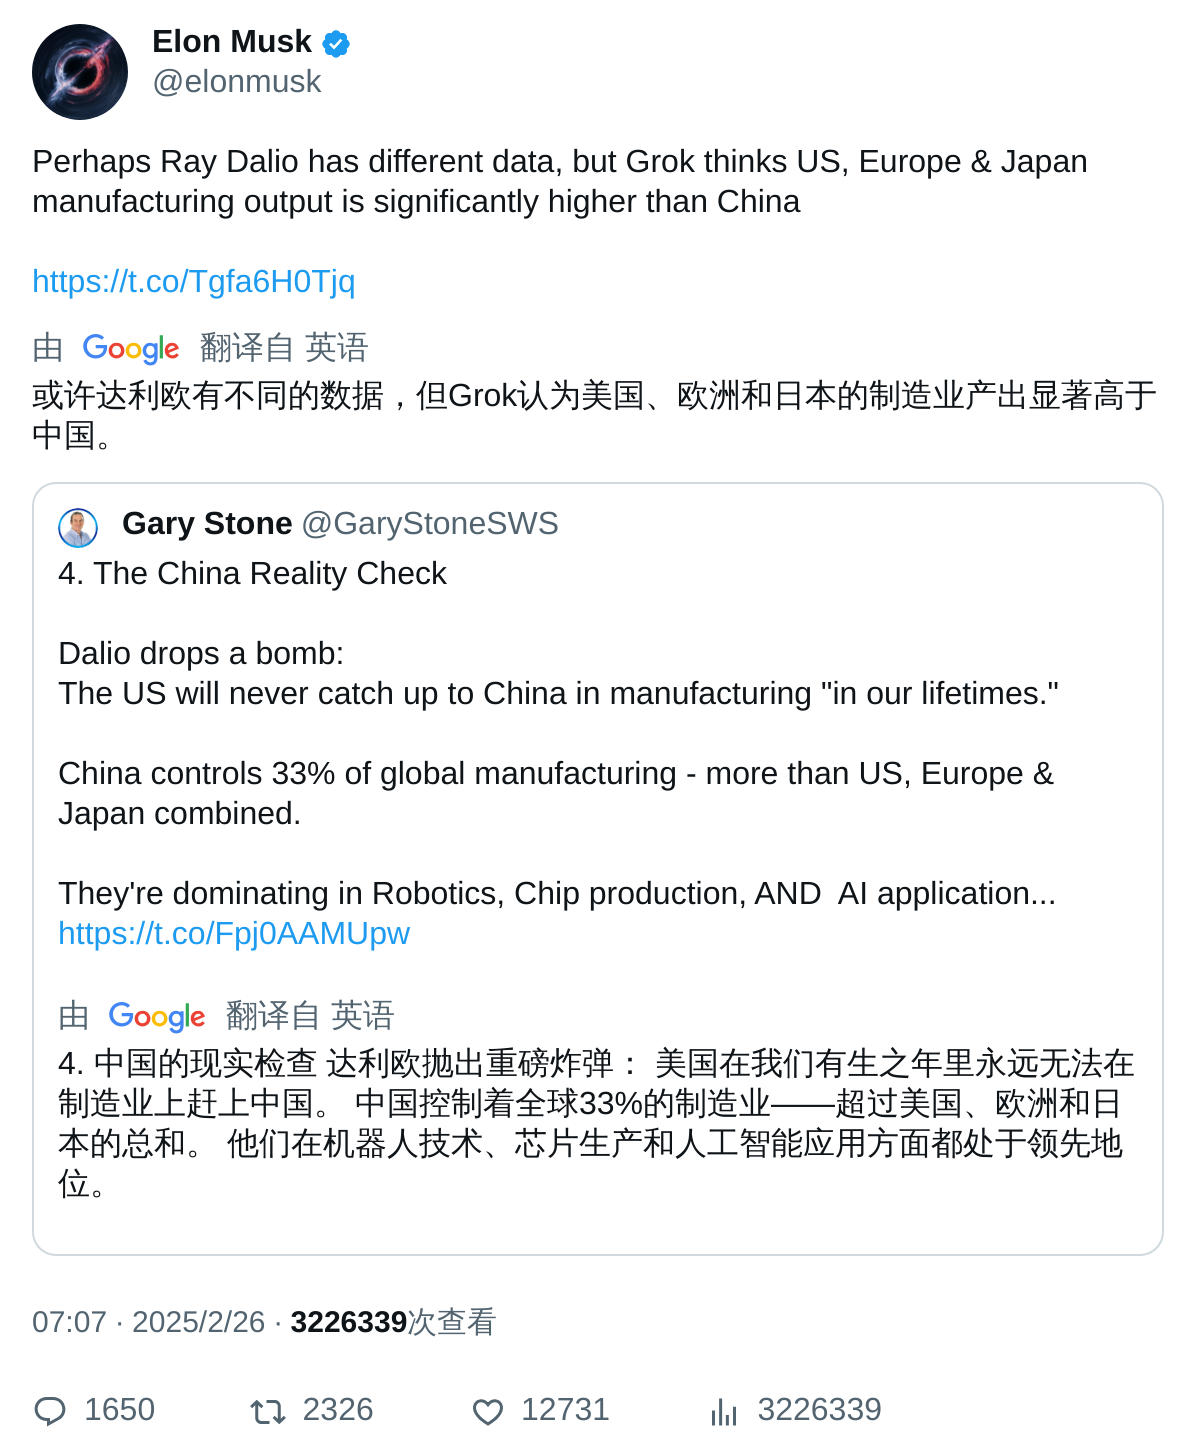 Elon Musk
@elonmusk
Perhaps Ray Dalio has different data, but Grok thinks US, Europe & Japan
manufacturing output is significantly higher than China
https://t.co/Tgfa6H0Tjq
由 Google 翻译自 英语
或许达利欧有不同的数据，但Grok认为美国、欧洲和日本的制造业产出显著高于
中国。
Gary Stone @GaryStoneSWS
4. The China Reality Check
Dalio drops a bomb:
The US will never catch up to China in manufacturing "in our lifetimes."
China controls 33% of global manufacturing - more than US, Europe &
Japan combined.
They're dominating in Robotics, Chip production, AND  AI application...
https://t.co/Fpj0AAMUpw
由 Google 翻译自 英语
4. 中国的现实检查 达利欧抛出重磅炸弹： 美国在我们有生之年里永远无法在
制造业上赶上中国。 中国控制着全球33%的制造业——超过美国、欧洲和日
本的总和。 他们在机器人技术、芯片生产和人工智能应用方面都处于领先地
位。
07:07 · 2025/2/26 · 3226339次查看
1650 2326 12731 3226339